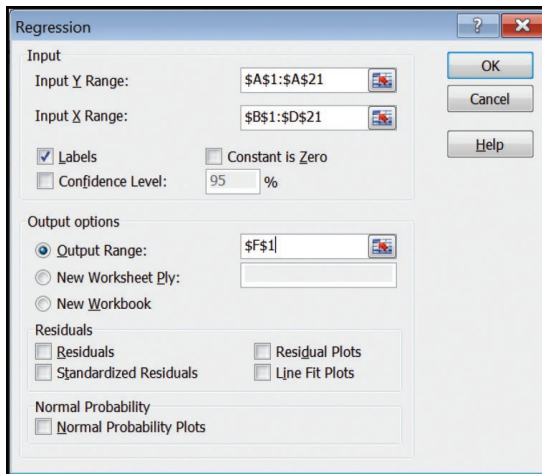 Regression
?
Input
Input Y Range:
$A$1:$A$21
Input X Range:
$B$1:$D$21
Labels
Constant is Zero
Confidence Level:
95 %
OK
Cancel
Help
Output options
Output Range:
$F$1
New Worksheet Ply:
New Workbook
Residuals
Residuals
Residual Plots
Standardized Residuals
Line Fit Plots
Normal Probability
Normal Probability Plots